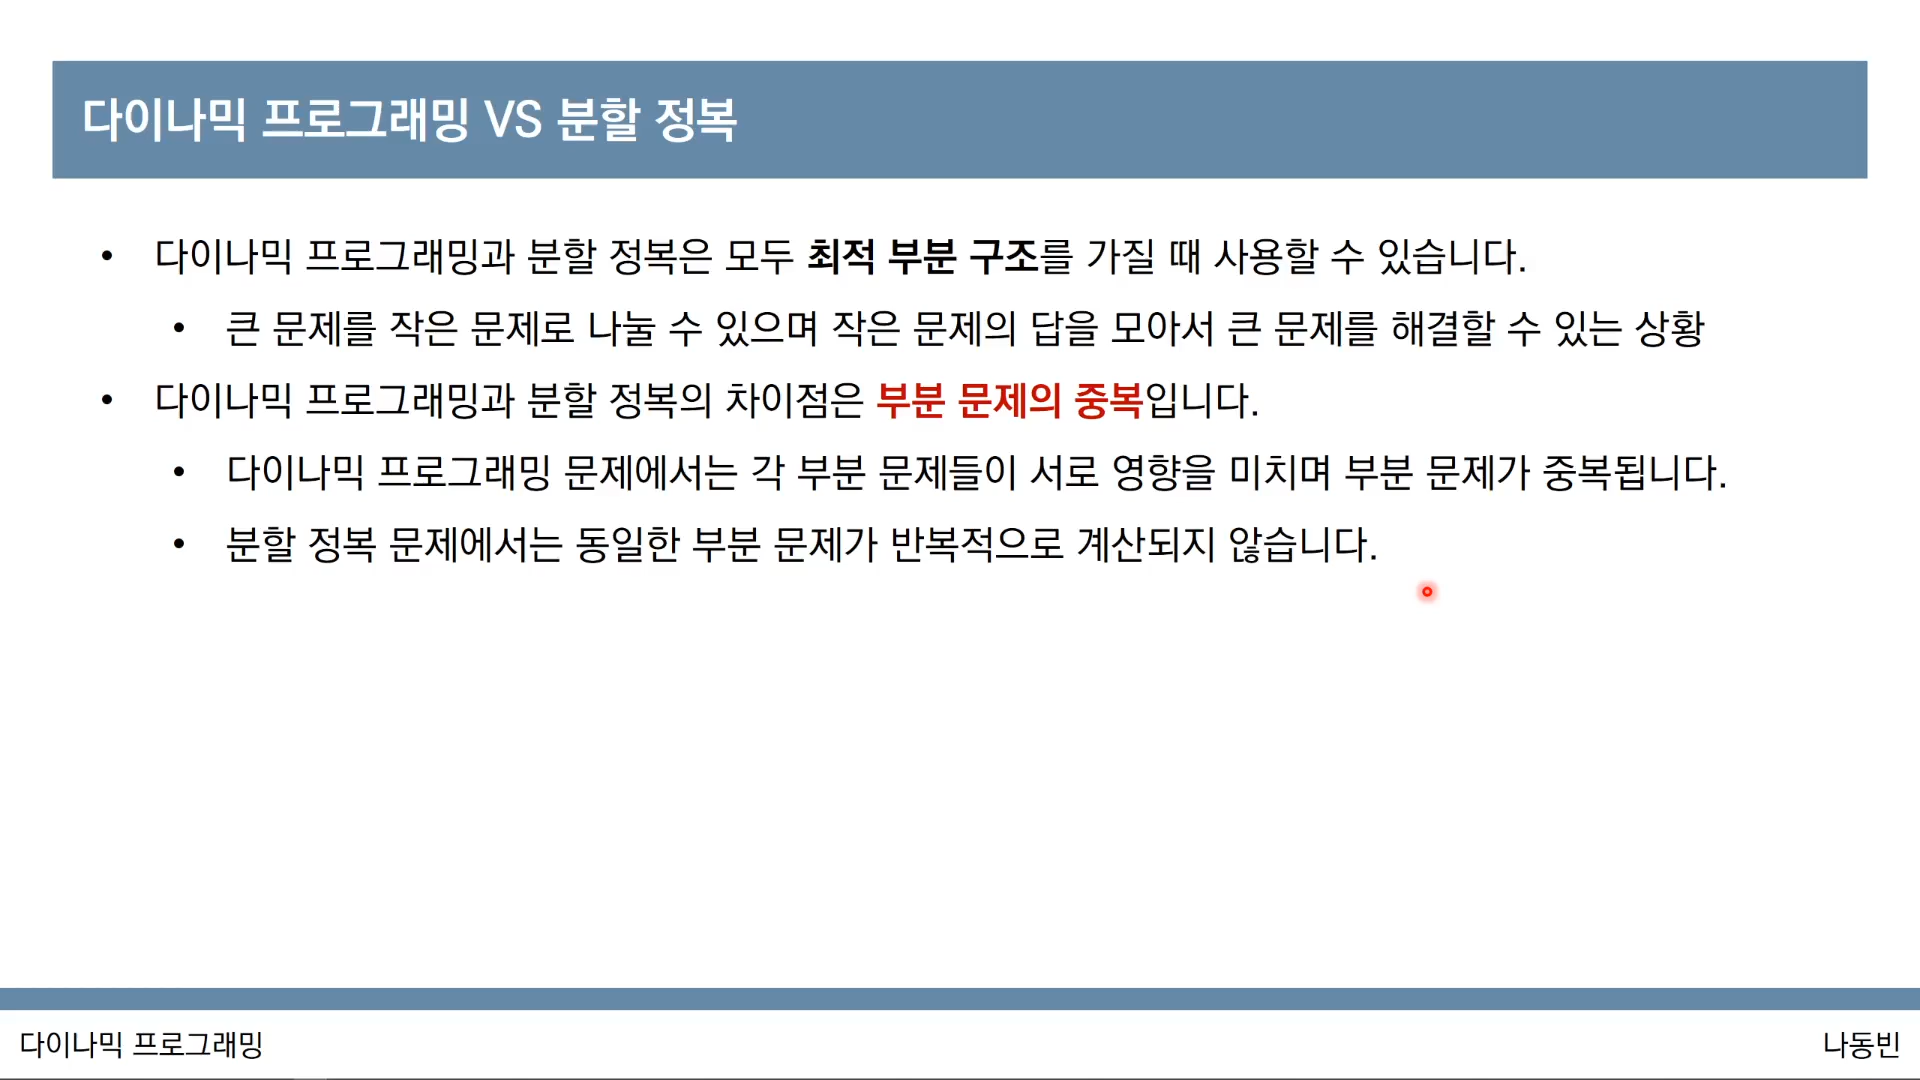 다이나믹 프로그래밍 VS 분할 정복
• 다이나믹 프로그래밍과 분할 정복은 모두 최적 부분 구조를 가질 때 사용할 수 있습니다.
• 큰 문제를 작은 문제로 나눌 수 있으며 작은 문제의 답을 모아서 큰 문제를 해결할 수 있는 상황
• 다이나믹 프로그래밍과 분할 정복의 차이점은 부분 문제의 중복입니다.
• 다이나믹 프로그래밍 문제에서는 각 부분 문제들이 서로 영향을 미치며 부분 문제가 중복됩니다.
• 분할 정복 문제에서는 동일한 부분 문제가 반복적으로 계산되지 않습니다.
다이나믹 프로그래밍
나동빈